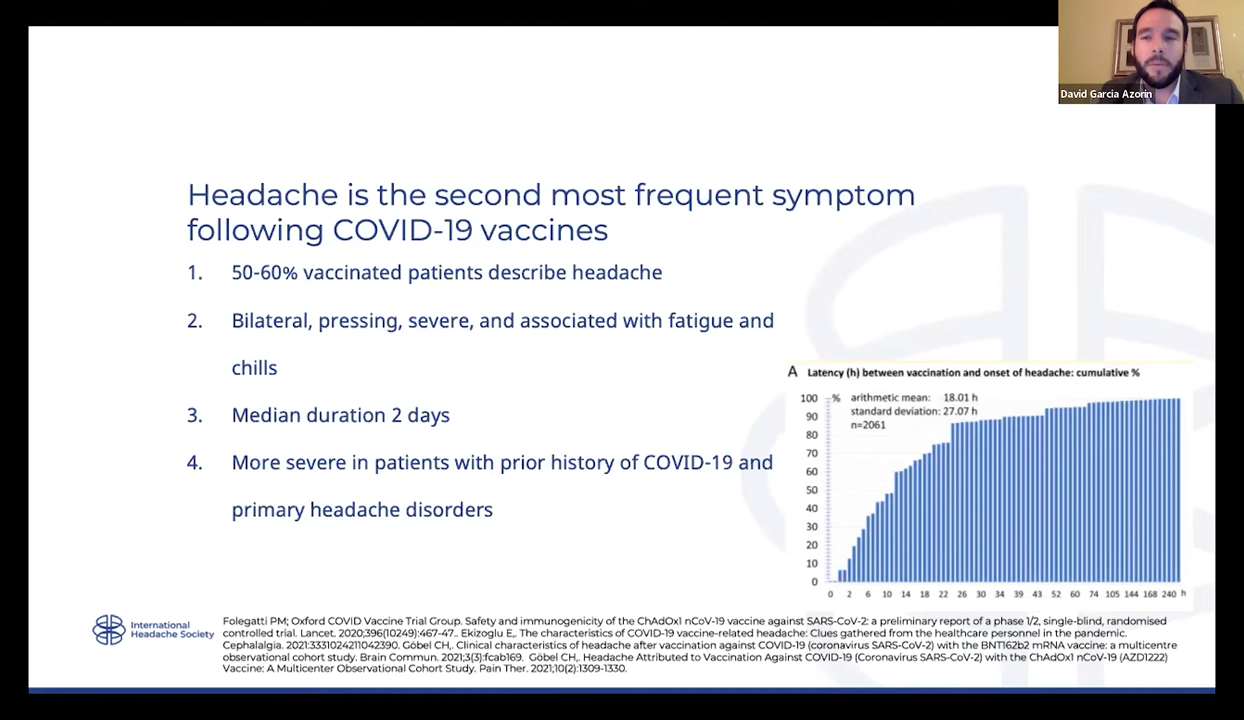 David Garcia Azorin
Headache is the second most frequent symptom
following COVID-19 vaccines
1. 50-60% vaccinated patients describe headache
2. Bilateral, pressing, severe, and associated with fatigue and
chills
3. Median duration 2 days
4. More severe in patients with prior history of COVID-19 and
primary headache disorders
A Latency (h) between vaccination and onset of headache: cumulative %
100 % arithmetic mean: 18.01 h
90 standard deviation: 27.07 h
80 n=2061
70
60
50
40
30
20
10
0
0 2 6 10 14 18 22 26 30 34 39 43 52 60 74 105 144 168 240 h
International
Headache Society
Folegatti PM; Oxford COVID Vaccine Trial Group. Safety and immunogenicity of the ChAdOx1 nCoV-19 vaccine against SARS-CoV-2: a preliminary report of a phase 1/2, single-blind, randomised
controlled trial. Lancet. 2020;396(10249):467-47.. Ekizoglu E,. The characteristics of COVID-19 vaccine-related headache: Clues gathered from the healthcare personnel in the pandemic.
Cephalalgia. 2021:3331024211042390. Göbel CH,. Clinical characteristics of headache after vaccination against COVID-19 (coronavirus SARS-CoV-2) with the BNT162b2 mRNA vaccine: a multicentre
observational cohort study. Brain Commun. 2021;3(3):fcab169. Göbel CH,. Headache Attributed to Vaccination Against COVID-19 (Coronavirus SARS-CoV-2) with the ChAdOx1 nCoV-19 (AZD1222)
Vaccine: A Multicenter Observational Cohort Study. Pain Ther. 2021;10(2):1309-1330.